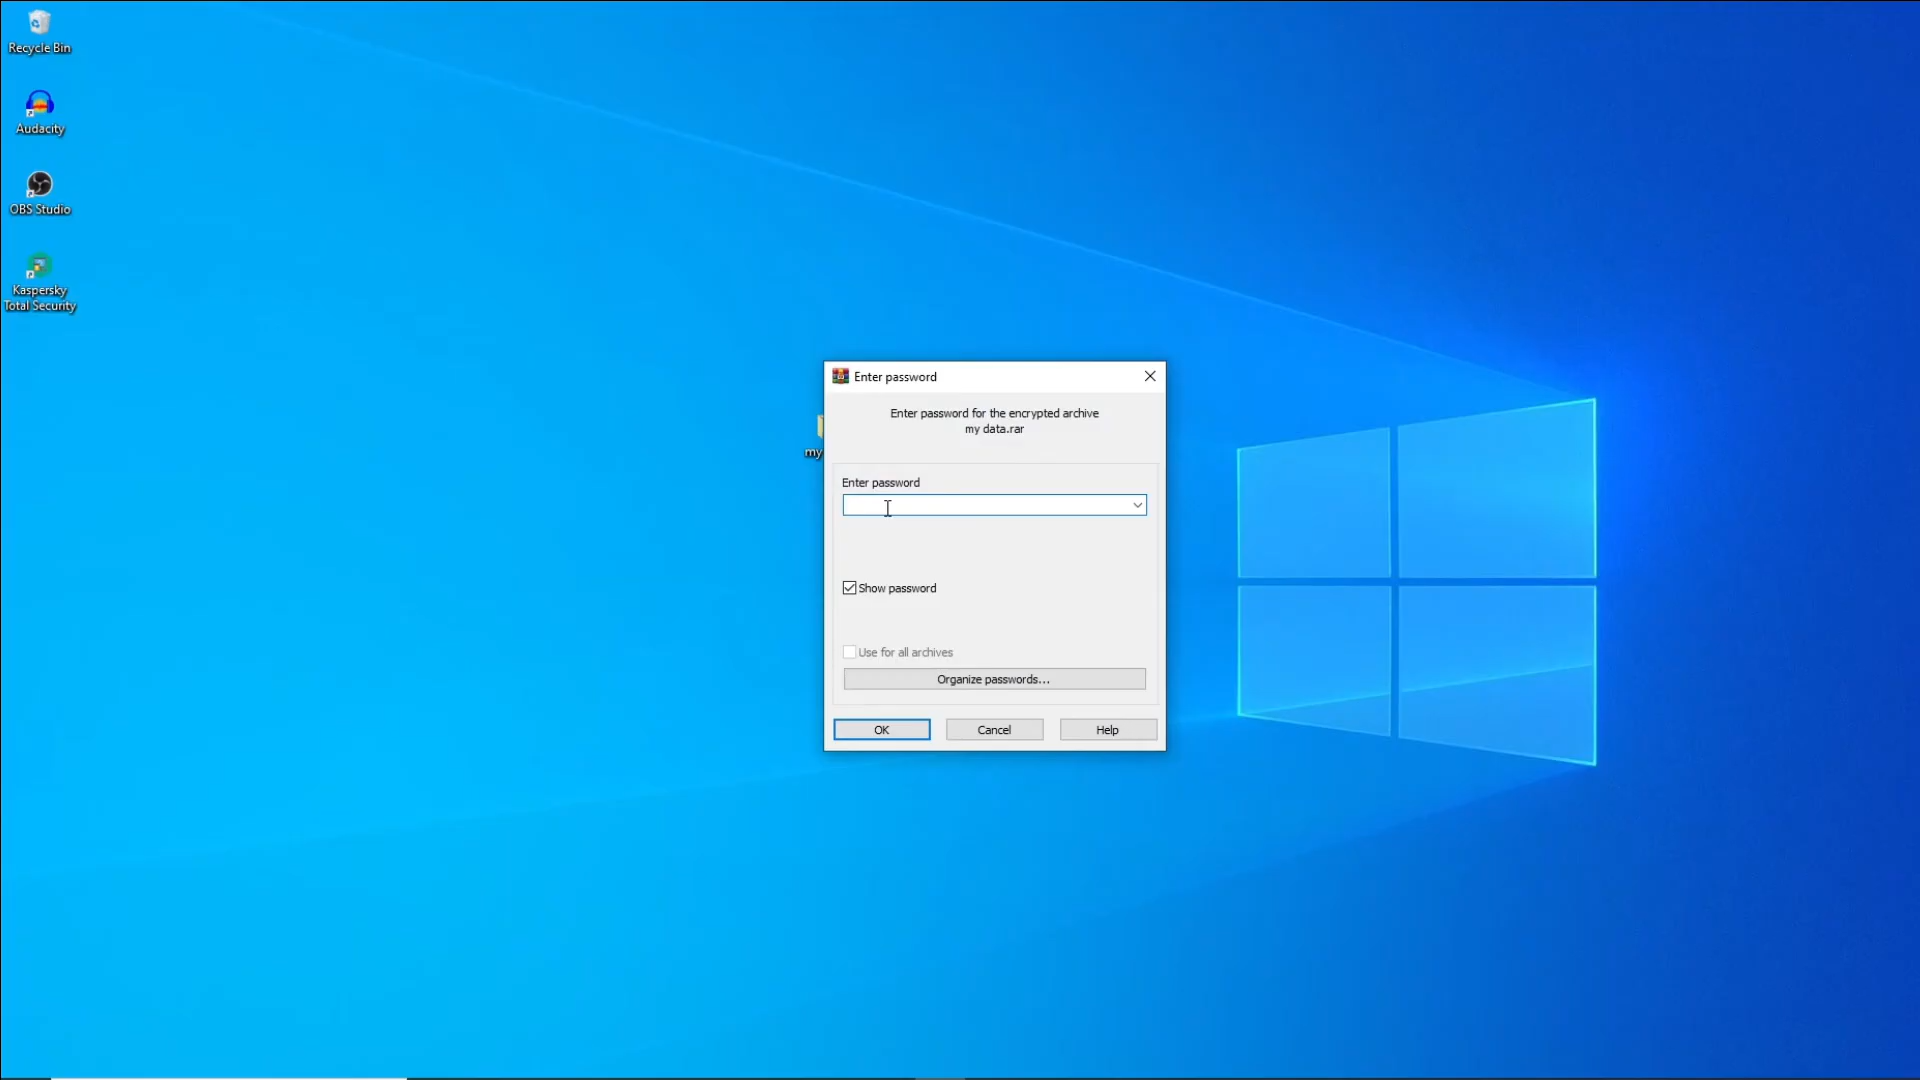 Recycle Bin
Audacity
OBS Studio
Kaspersky
Total Security
my
Enter password
Enter password for the encrypted archive
my data.rar
Enter password
Show password
Use for all archives
Organize passwords...
OK
Cancel
Help